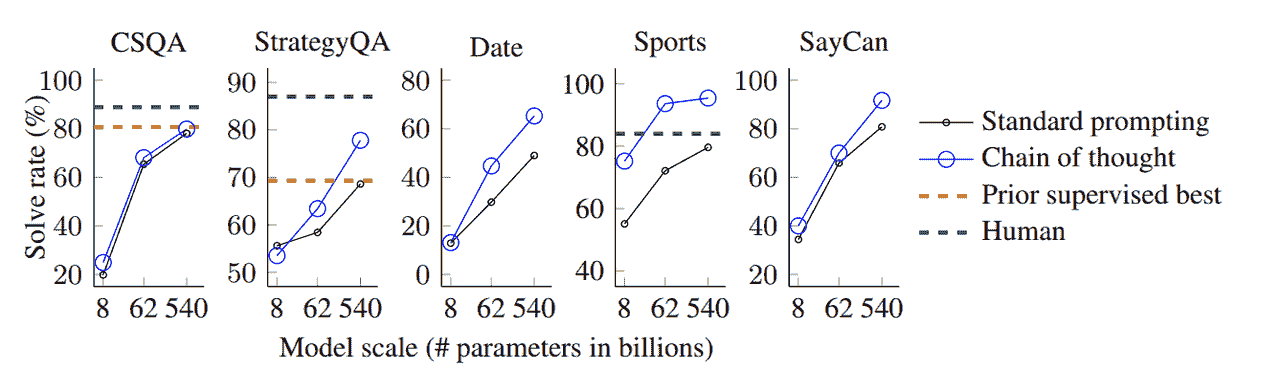 CSQA
StrategyQA
Date
Sports
SayCan
Solve rate (%)
100
80
60
40
20
8 62 540
90
80
70
60
50
8 62 540
80
60
40
20
0
8 62 540
100
80
60
40
8 62 540
100
80
60
40
20
8 62 540
Model scale (# parameters in billions)
Standard prompting
Chain of thought
Prior supervised best
Human